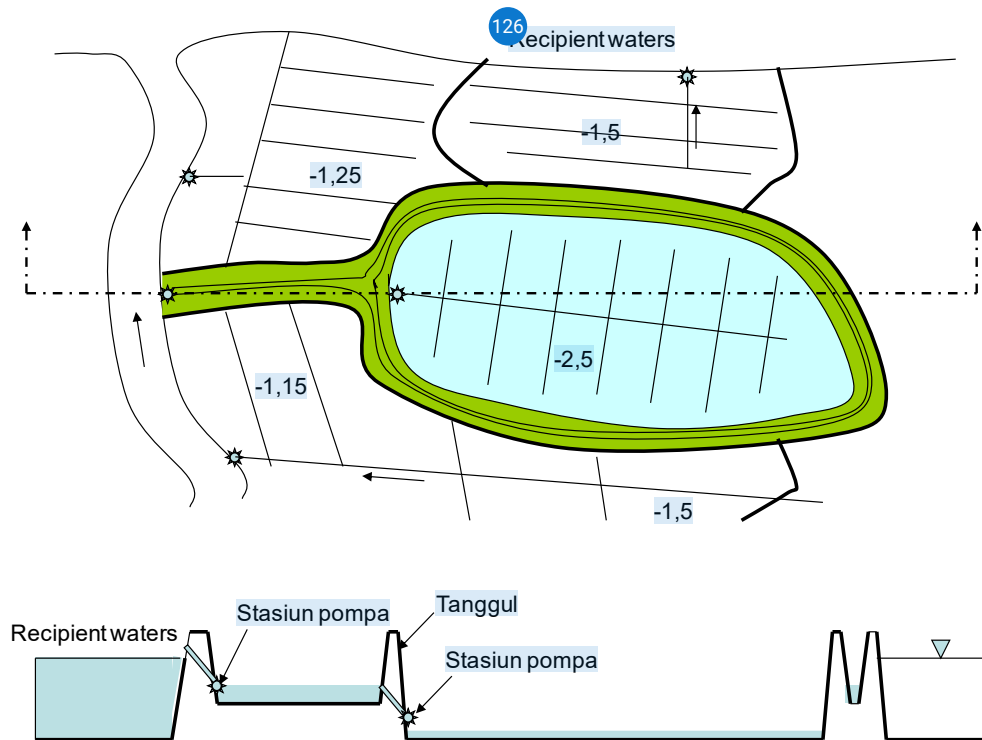 126
Recipient waters
-1,5
-1,25
-2,5
-1,15
-1,5
Stasiun pompa
Tanggul
Recipient waters
Stasiun pompa